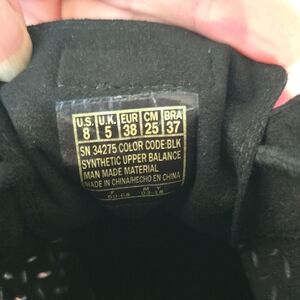 U.S. U.K. EUR CM BRA
8 5 38 25 37
SN 34275 COLOR CODE:BLK
SYNTHETIC UPPER BALANCE
MAN MADE MATERIAL
MADE IN CHINA/HECHO EN CHINA
F M Y